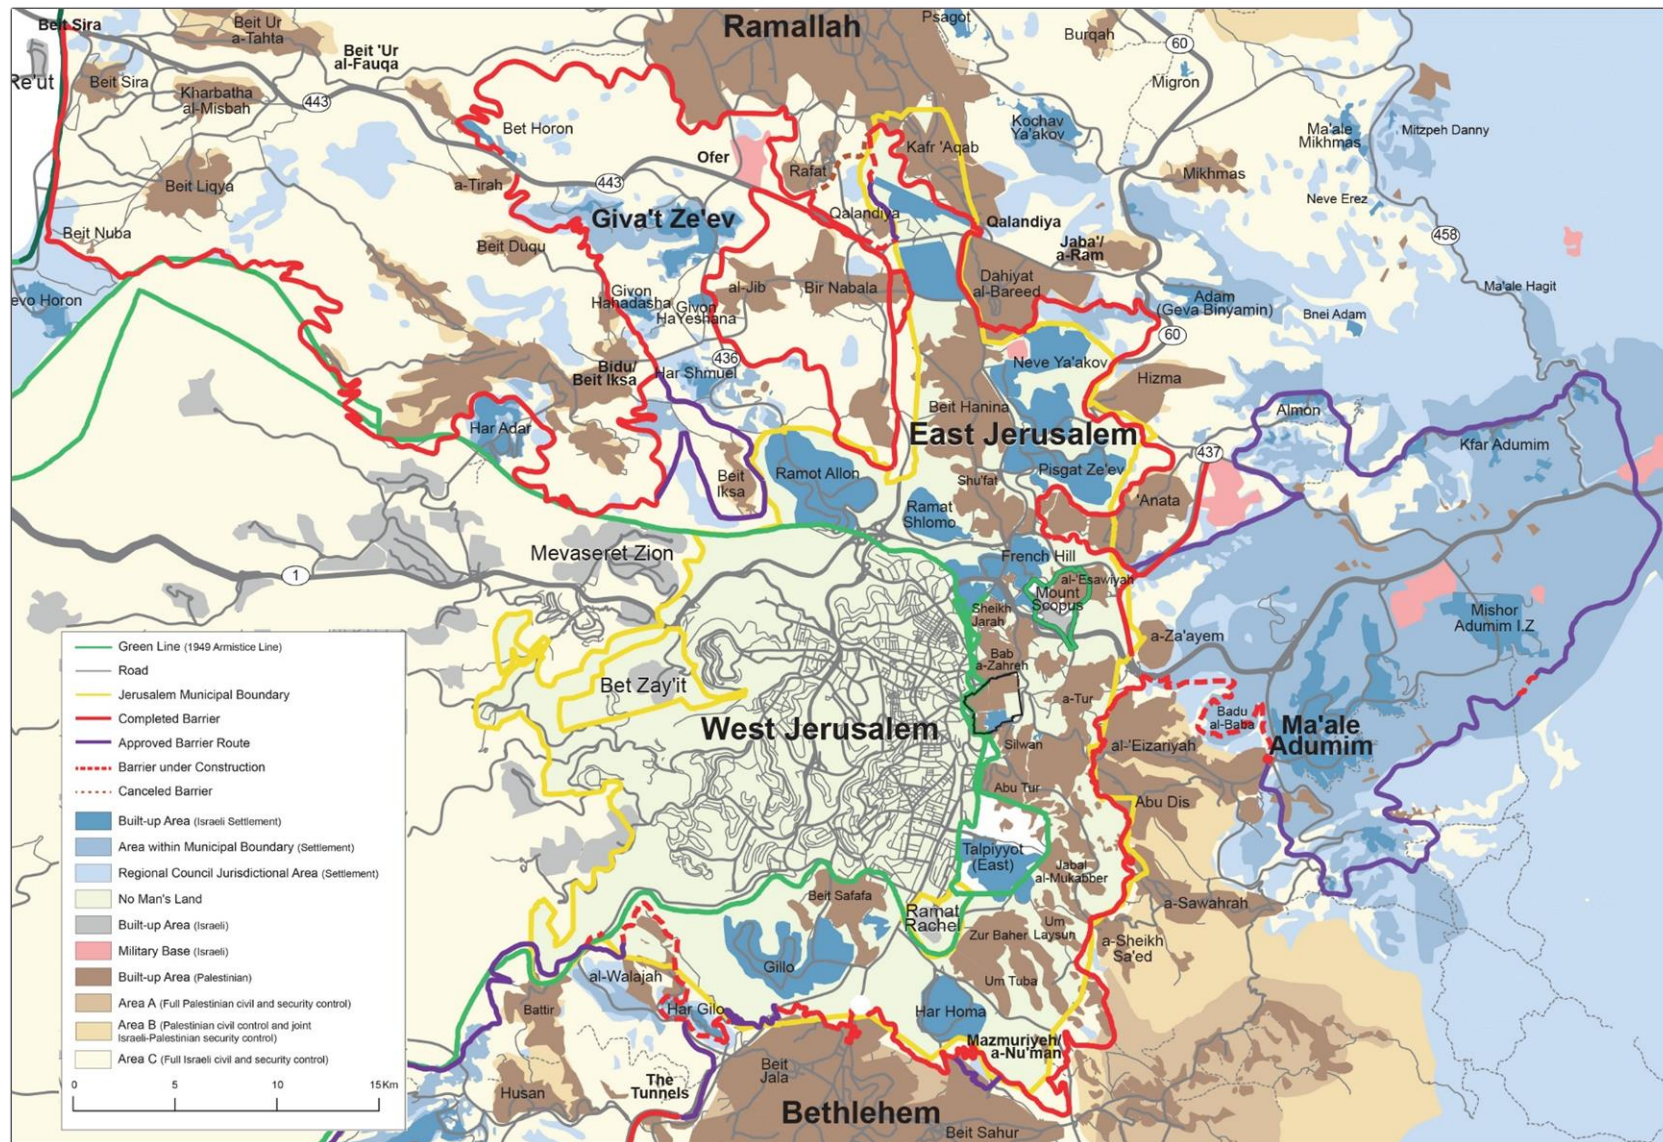 Beit Sira
Beit Ur
a-Tahta
Beit 'Ur
al-Fauqa
Ramallah
Psagot
Burqah
60
Migron
Re'ut
Beit Sira
Kharbatha
al-Misbah
443
Bet Horon
Kochav
Ya'akov
Ma'ale
Mikhmas
Mitzpeh Danny
Ofer
Kafr 'Aqab
Rafat
Mikhmas
Beit Liqya
a-Tirah
443
Neve Erez
Giva't Ze'ev
Qalandiya
Qalandiya
Beit Nuba
Beit Duqu
Jaba'/
a-Ram
458
evo Horon
Givon
Hahadasha
Givon
HaYeshana
al-Jib
Bir Nabala
Dahiyat
al-Bareed
Adam
(Geva Binyamin)
Ma'ale Hagit
Bnei Adam
60
Bidu/
Beit Iksa
436
Har Shmuel
Neve Ya'akov
Hizma
Beit Hanina
Almon
Har Adar
East Jerusalem
Kfar Adumim
437
Beit
Iksa
Ramot Allon
Pisgat Ze'ev
Shu'fat
'Anata
Ramat
Shlomo
Mevaseret Zion
French Hill
1
al-'Esawiyah
Mount
Scopus
Sheikh
Jarah
Mishor
Adumim I.Z
a-Za'ayem
Bab
a-Zahreh
Bet Zay'it
a-Tur
West Jerusalem
Badu
al-Baba
Ma'ale
Adumim
Silwan
al-'Eizariyah
Abu Tur
Abu Dis
Talpiyyot
(East)
Jabal
al-Mukabber
Beit Safafa
a-Sawahrah
Ramat
Rachel
Zur Baher
Um
Laysun
a-Sheikh
Sa'ed
Gillo
al-Walajah
Um Tuba
Battir
Har Gilo
Har Homa
Mazmuriyeh/
a-Nu'man
Beit
Jala
The
Tunnels
Husan
Bethlehem
Beit Sahur
Green Line (1949 Armistice Line)
Road
Jerusalem Municipal Boundary
Completed Barrier
Approved Barrier Route
Barrier under Construction
Canceled Barrier
Built-up Area (Israeli Settlement)
Area within Municipal Boundary (Settlement)
Regional Council Jurisdictional Area (Settlement)
No Man's Land
Built-up Area (Israeli)
Military Base (Israeli)
Built-up Area (Palestinian)
Area A (Full Palestinian civil and security control)
Area B (Palestinian civil control and joint
Israeli-Palestinian security control)
Area C (Full Israeli civil and security control)
0 5 10 15Km